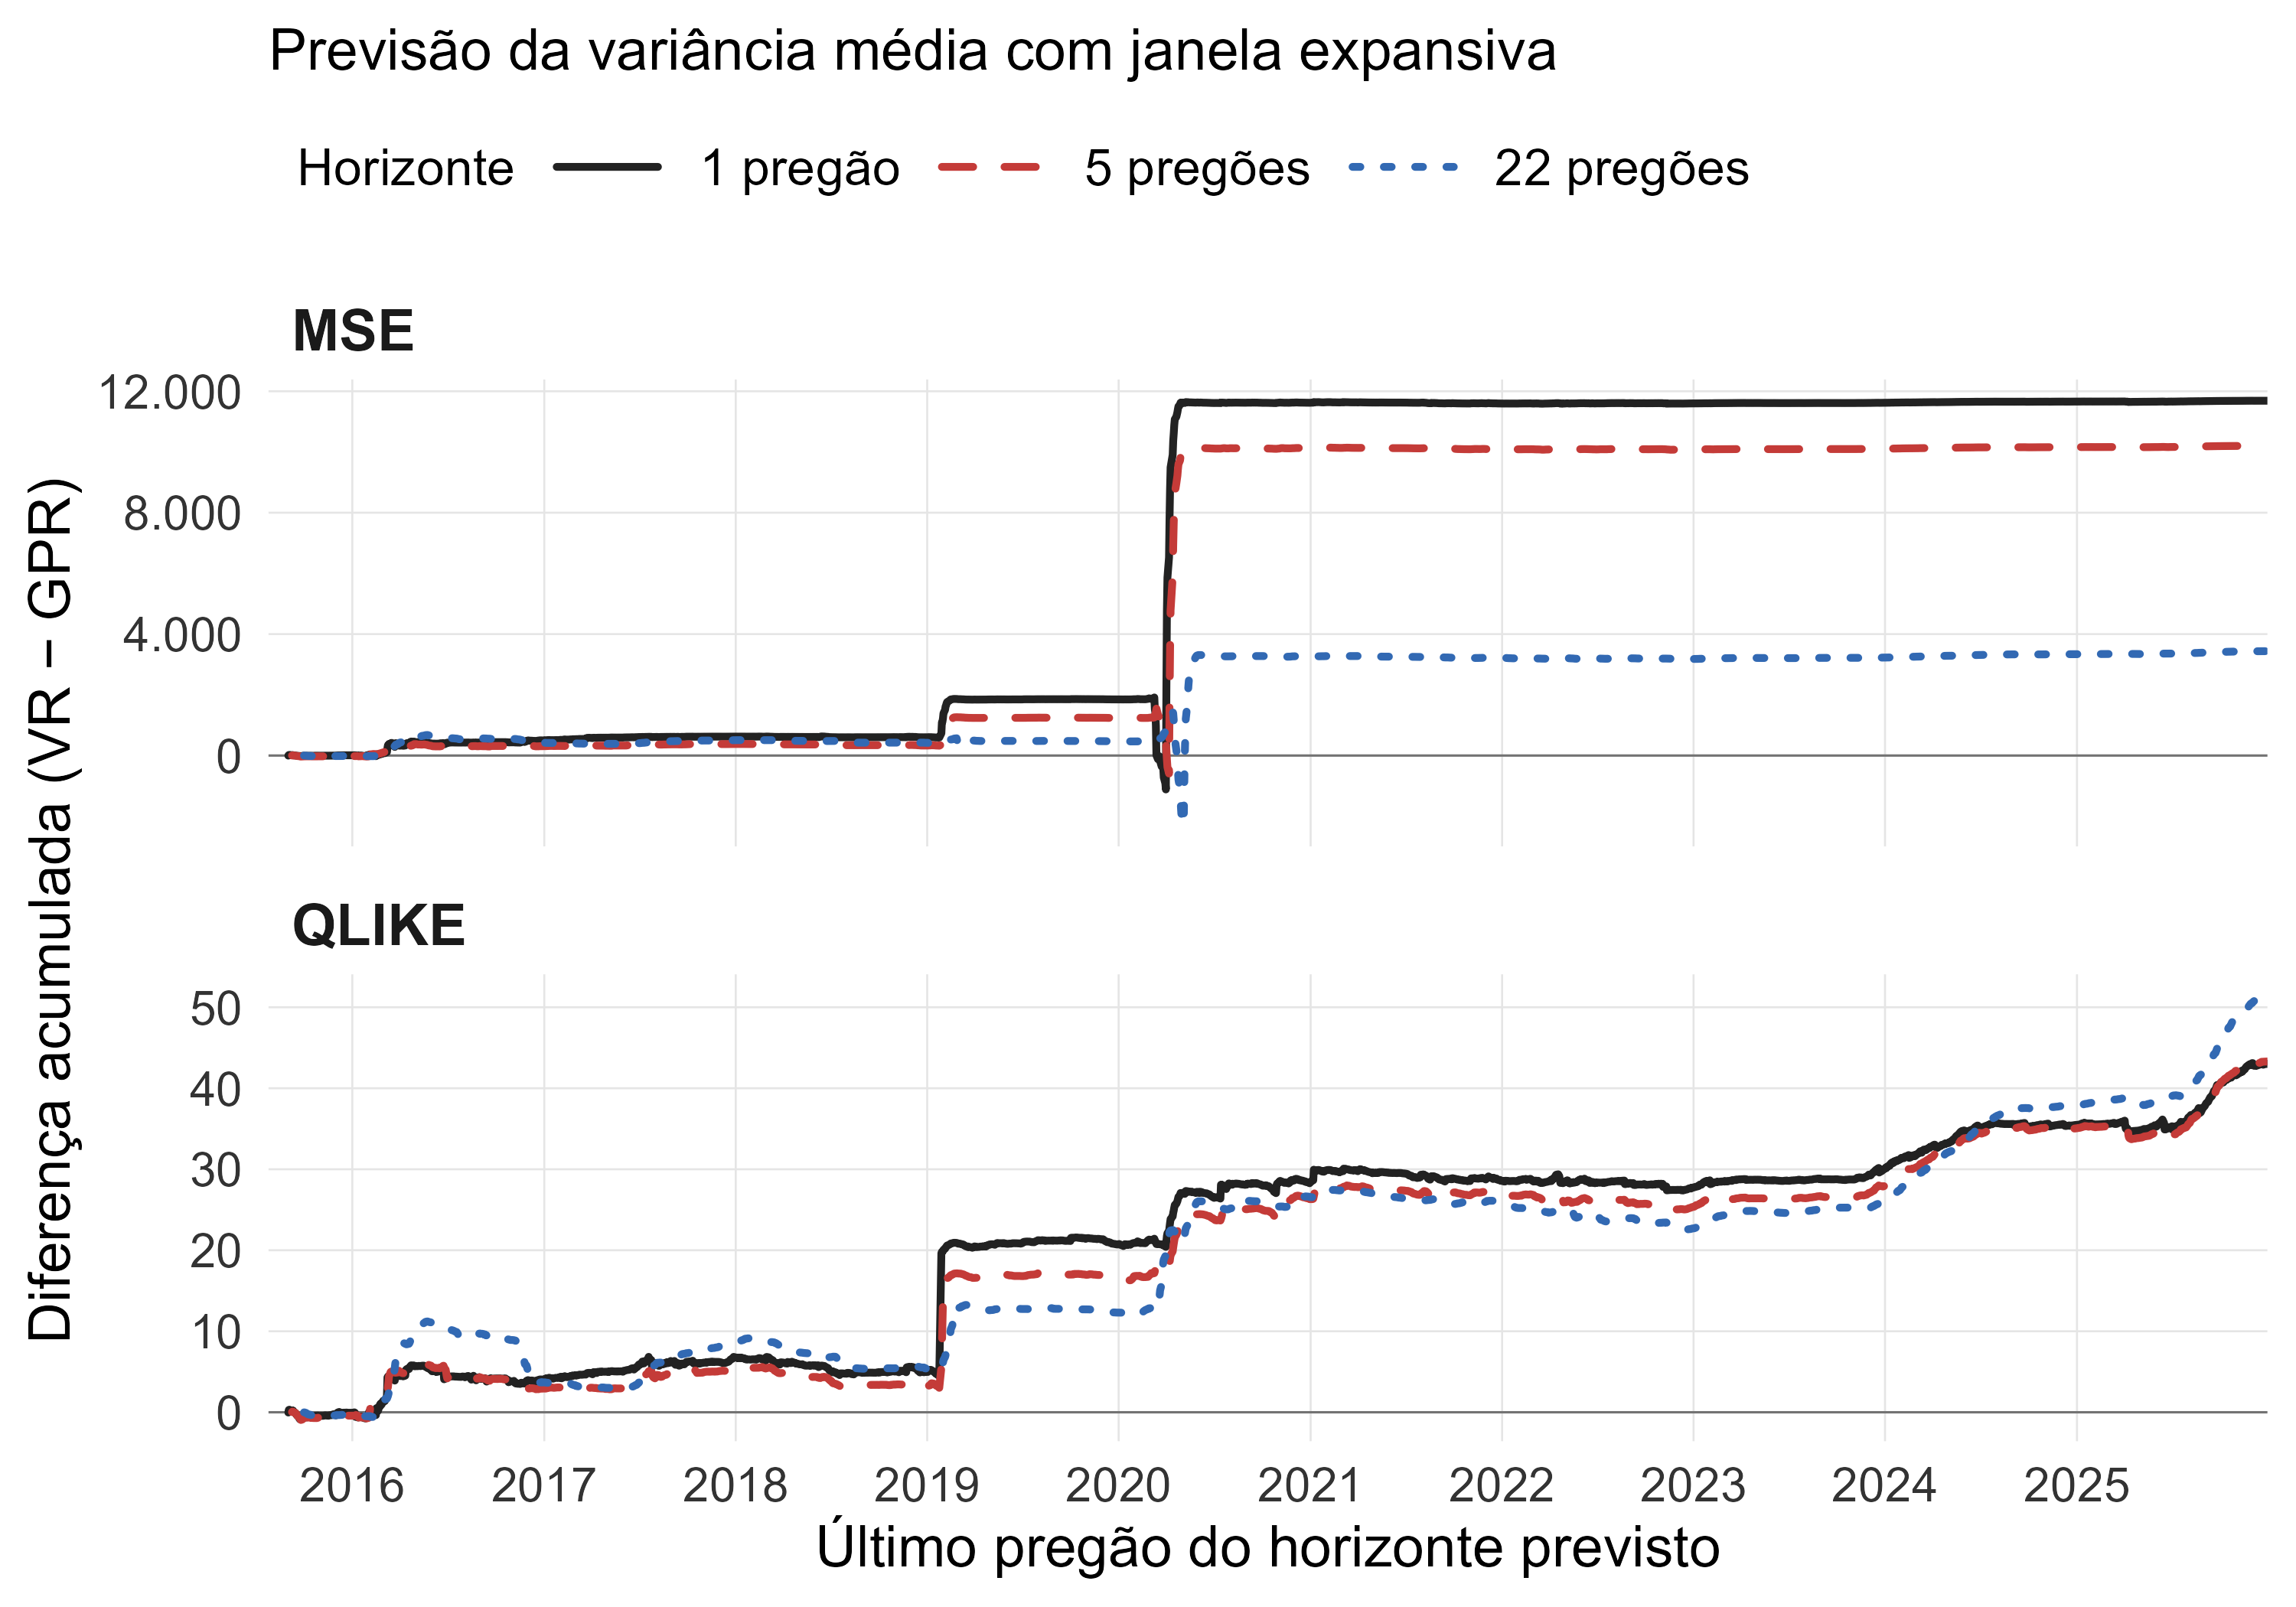 Previsão da variância média com janela expansiva
Horizonte 1 pregão 5 pregões 22 pregões
MSE
12.000
8.000
4.000
0
Diferença acumulada (VR − GPR)
QLIKE
50
40
30
20
10
0
2016 2017 2018 2019 2020 2021 2022 2023 2024 2025
Último pregão do horizonte previsto